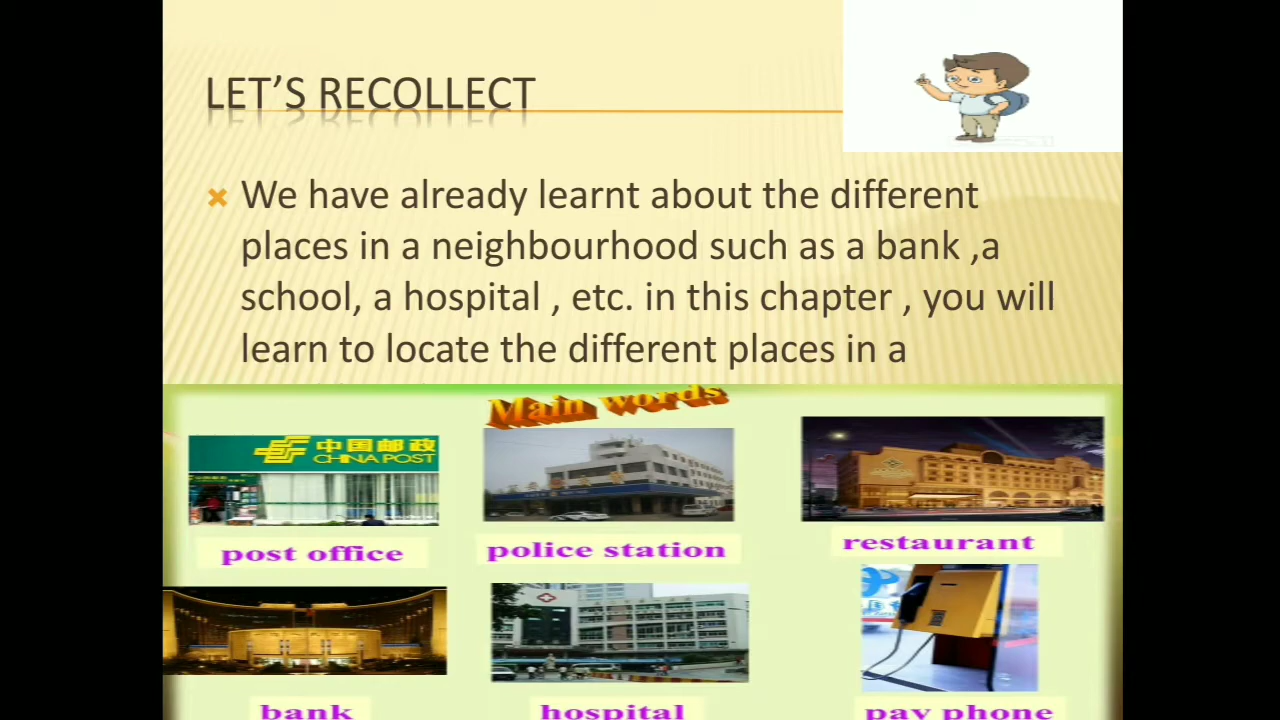 LET’S RECOLLECT
We have already learnt about the different
places in a neighbourhood such as a bank ,a
school, a hospital , etc. in this chapter , you will
learn to locate the different places in a
Main words
中国邮政
CHINA POST
post office
police station
restaurant
bank
hospital
pay phone